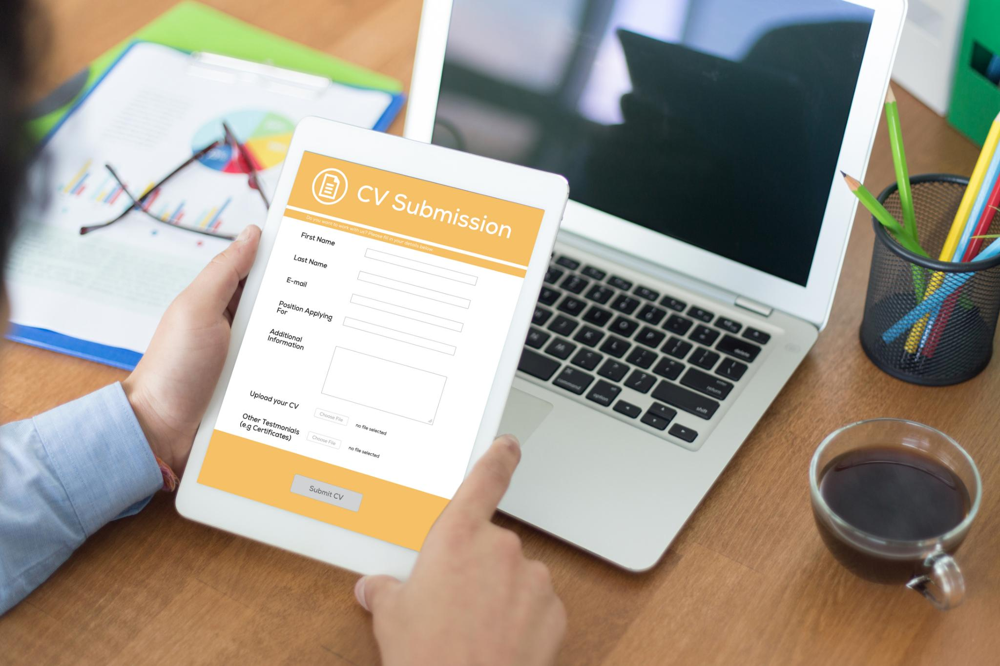 CV Submission
Do you want to work with us? Please fill in your details below.
First Name
Last Name
E-mail
Position Applying
For
Additional
Information
Upload your CV
Choose File
no file selected
Other Testmonials
(e.g Certificates)
Choose File
no file selected
Submit CV
delete
enter
return
shift
command
option
alt